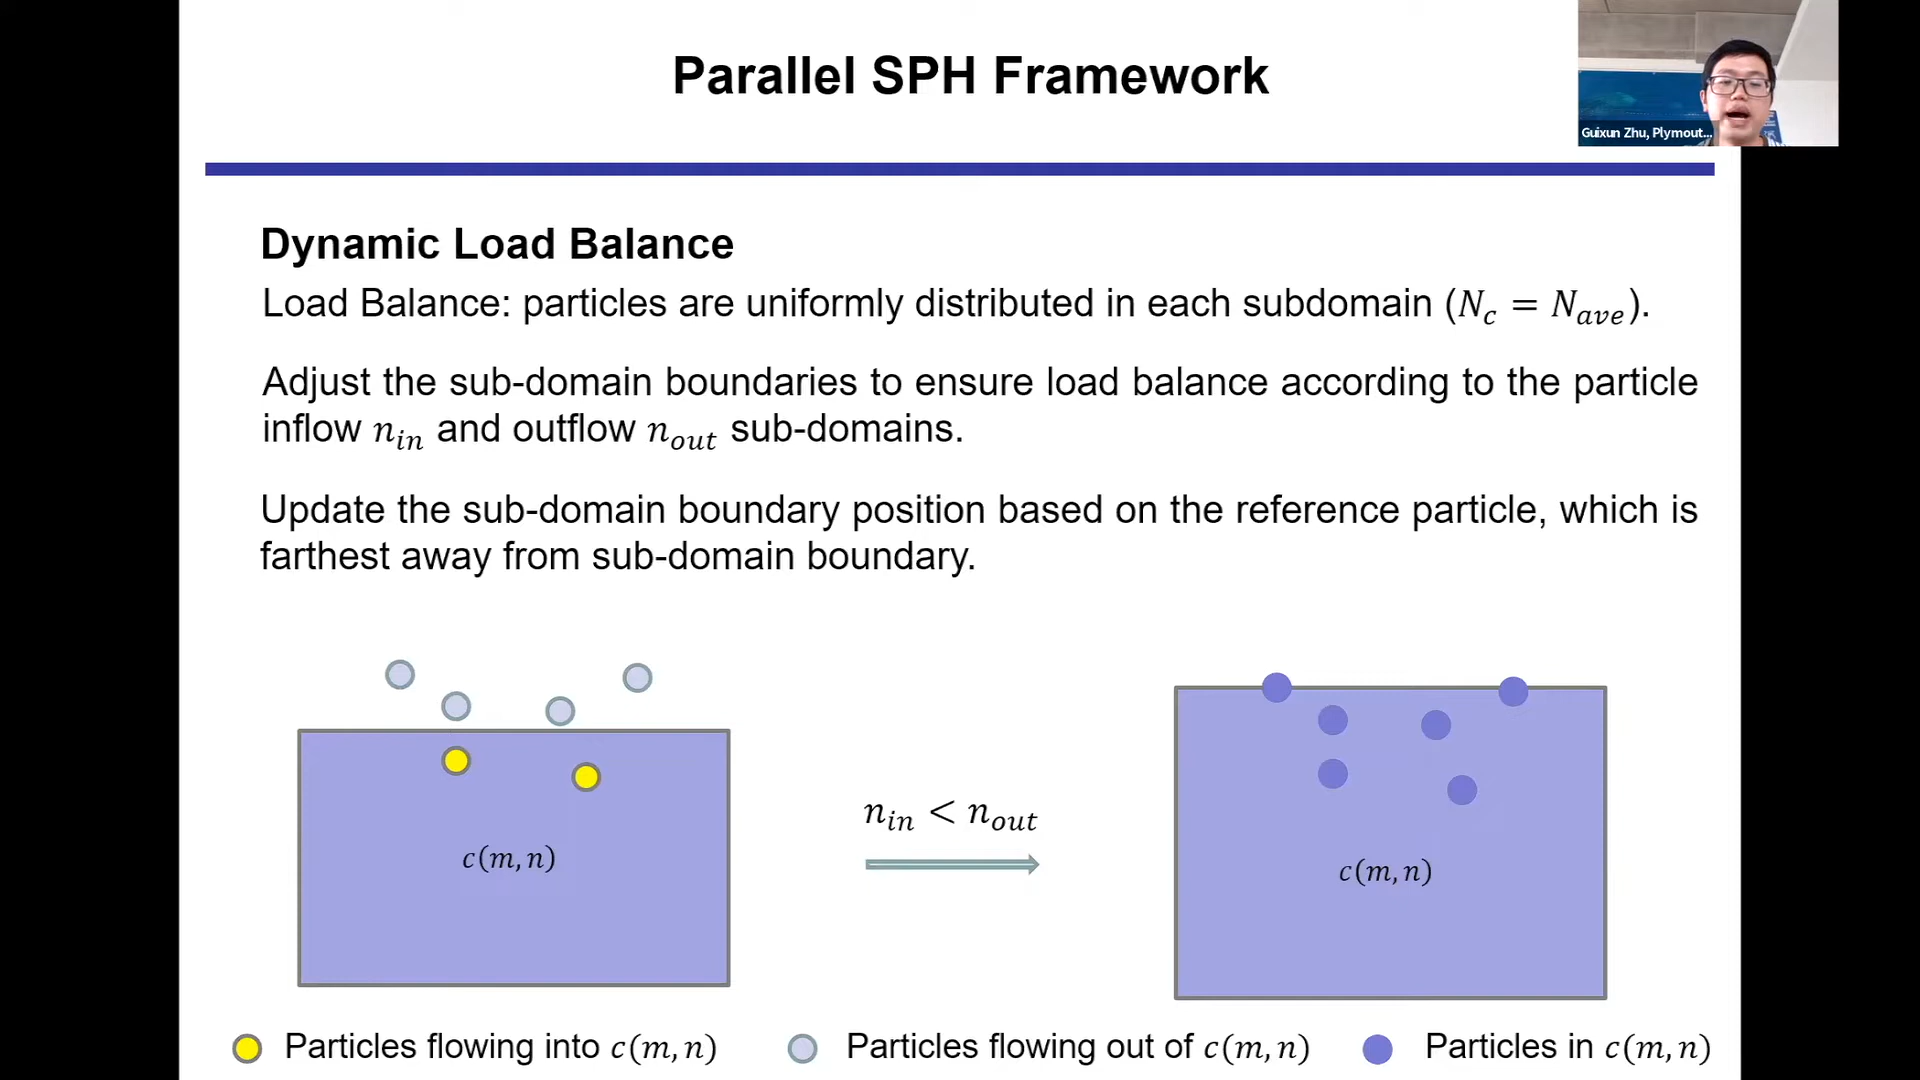 Parallel SPH Framework
Guixun Zhu, Plymout...
Dynamic Load Balance
Load Balance: particles are uniformly distributed in each subdomain (N_c = N_ave).
Adjust the sub-domain boundaries to ensure load balance according to the particle
inflow n_in and outflow n_out sub-domains.
Update the sub-domain boundary position based on the reference particle, which is
farthest away from sub-domain boundary.
n_in < n_out
c(m, n)
c(m, n)
Particles flowing into c(m, n)
Particles flowing out of c(m, n)
Particles in c(m, n)